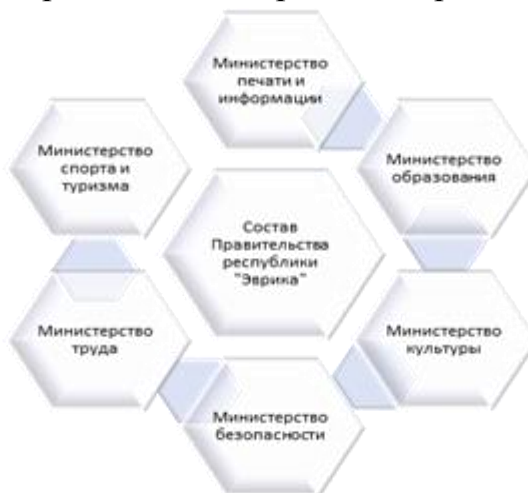 Министерство
печати и
информации
Министерство
спорта и
туризма
Министерство
образования
Состав
Правительства
республики
"Эврика"
Министерство
труда
Министерство
культуры
Министерство
безопасности